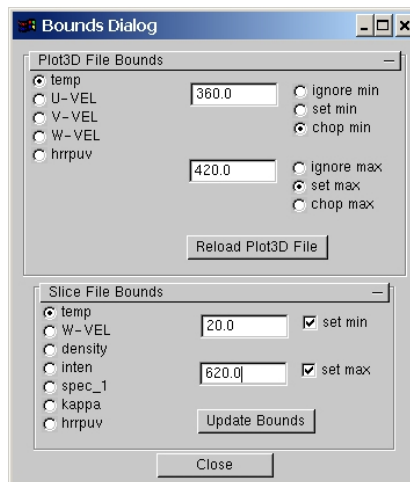 Bounds Dialog
Plot3D File Bounds
temp
U-VEL
V-VEL
W-VEL
hrrpuv
360.0
ignore min
set min
chop min
420.0
ignore max
set max
chop max
Reload Plot3D File
Slice File Bounds
temp
W-VEL
density
inten
spec_1
kappa
hrrpuv
20.0
set min
620.0
set max
Update Bounds
Close